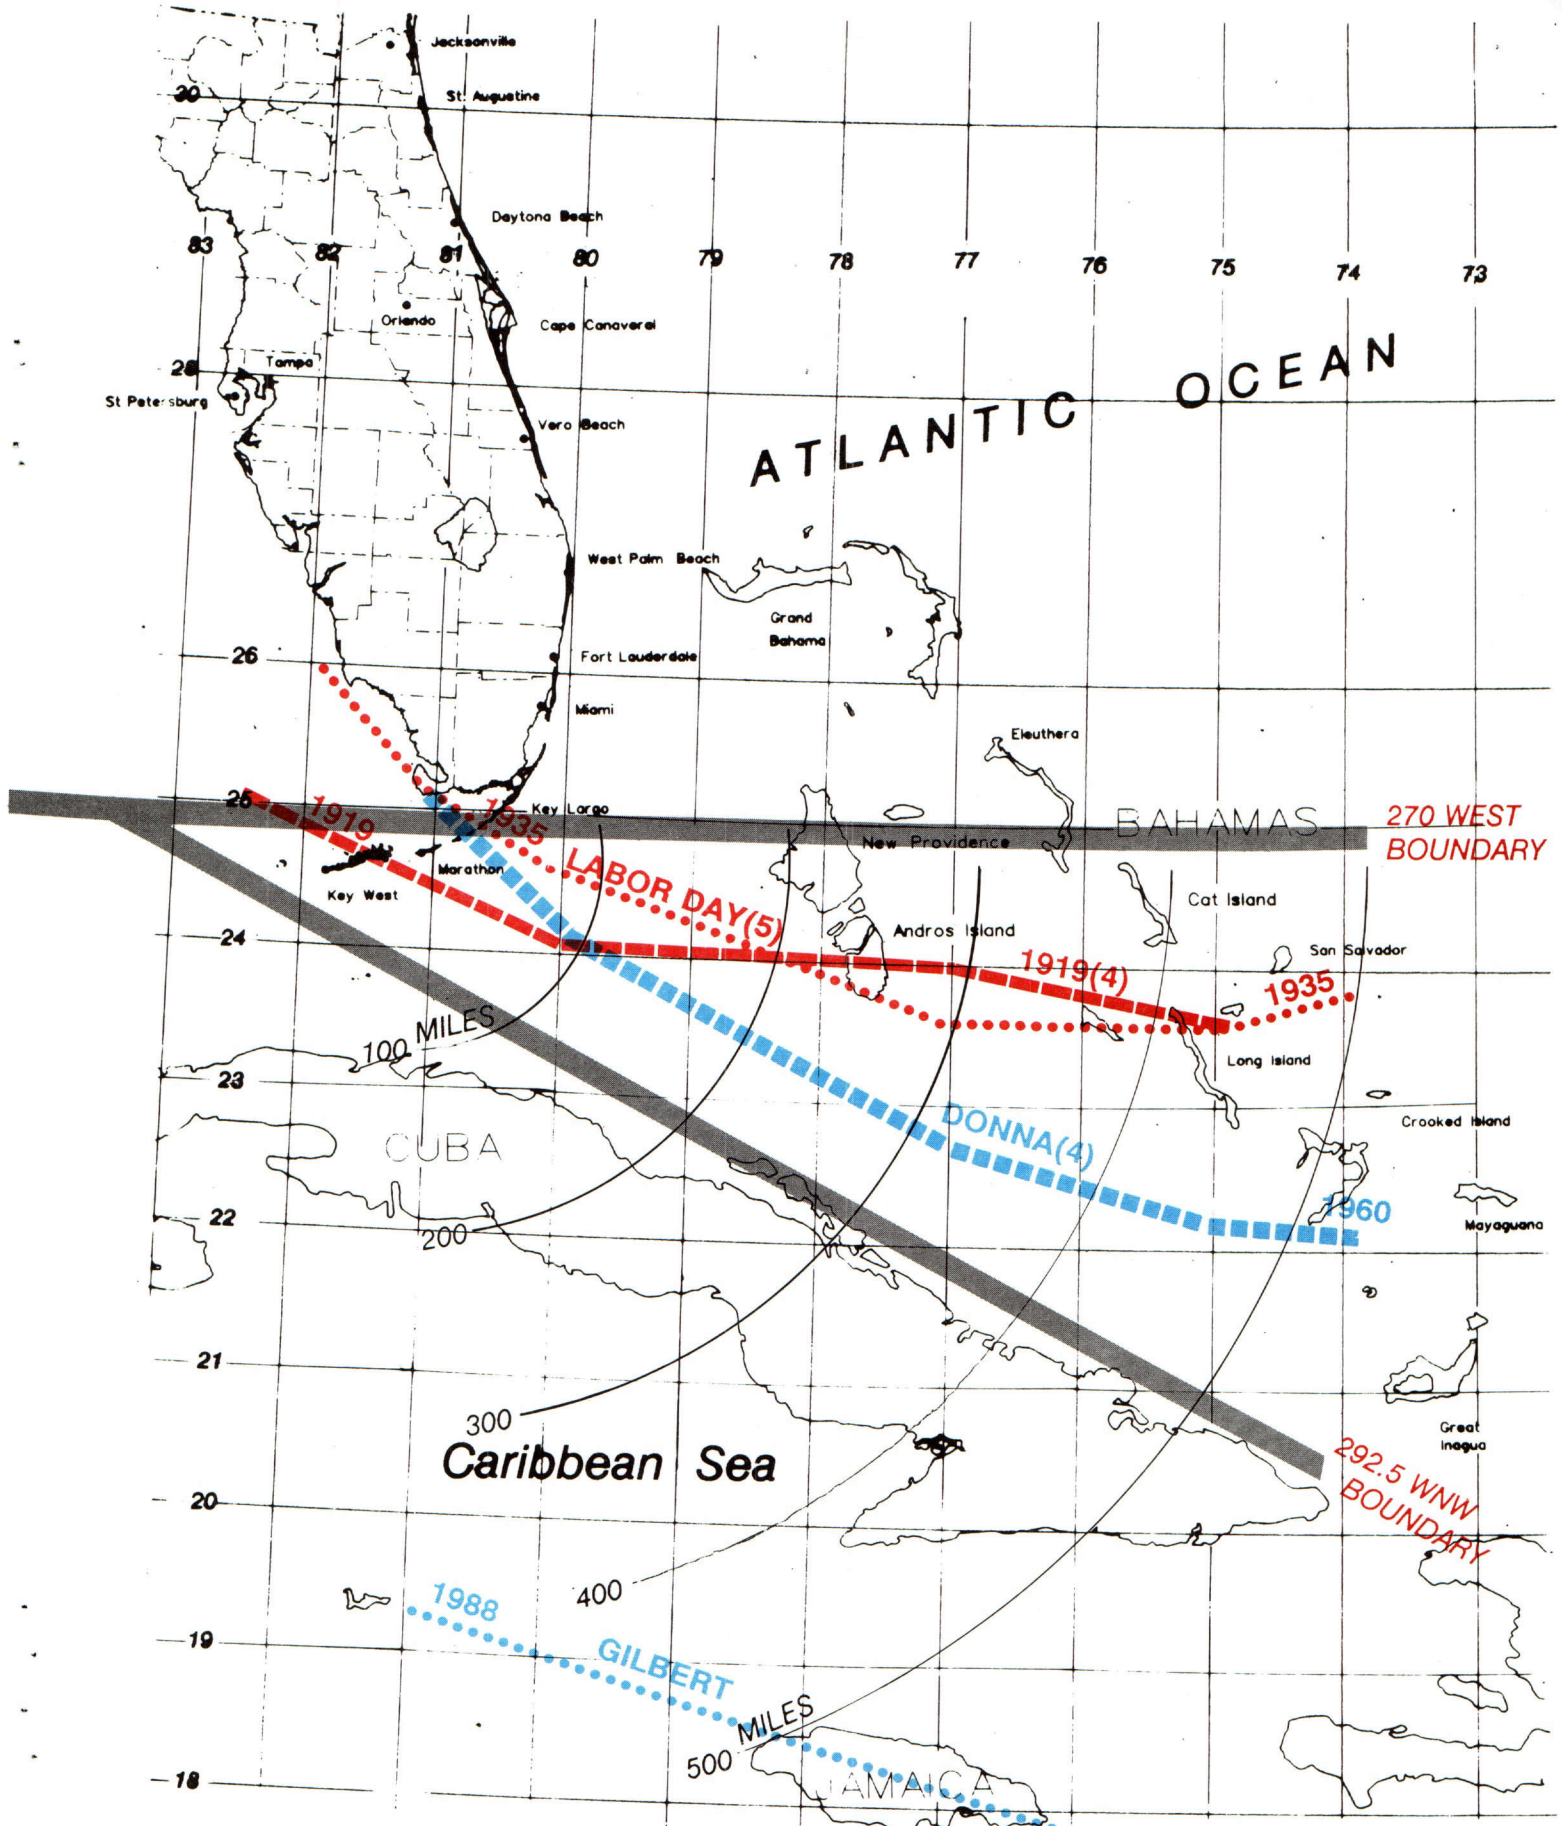 Jacksonville
30
St. Augustine
Daytona Beach
83
82
81
80
79
78
77
76
75
74
73
Orlando
Cape Canaveral
28
Tampa
St Petersburg
Vero Beach
ATLANTIC OCEAN
West Palm Beach
Grand
Bahama
26
Fort Lauderdale
Miami
Eleuthera
25
1919
1935
Key Largo
BAHAMAS
270 WEST
BOUNDARY
New Providence
Marathon
Key West
LABOR DAY(5)
Cat Island
24
Andros Island
1919(4)
San Salvador
1935
100 MILES
Long Island
23
CUBA
DONNA(4)
Crooked Island
22
200
1960
Mayaguana
21
300
Caribbean Sea
Great
Inagua
292.5 WNW
BOUNDARY
20
400
1988
19
GILBERT
500 MILES
18
JAMAICA